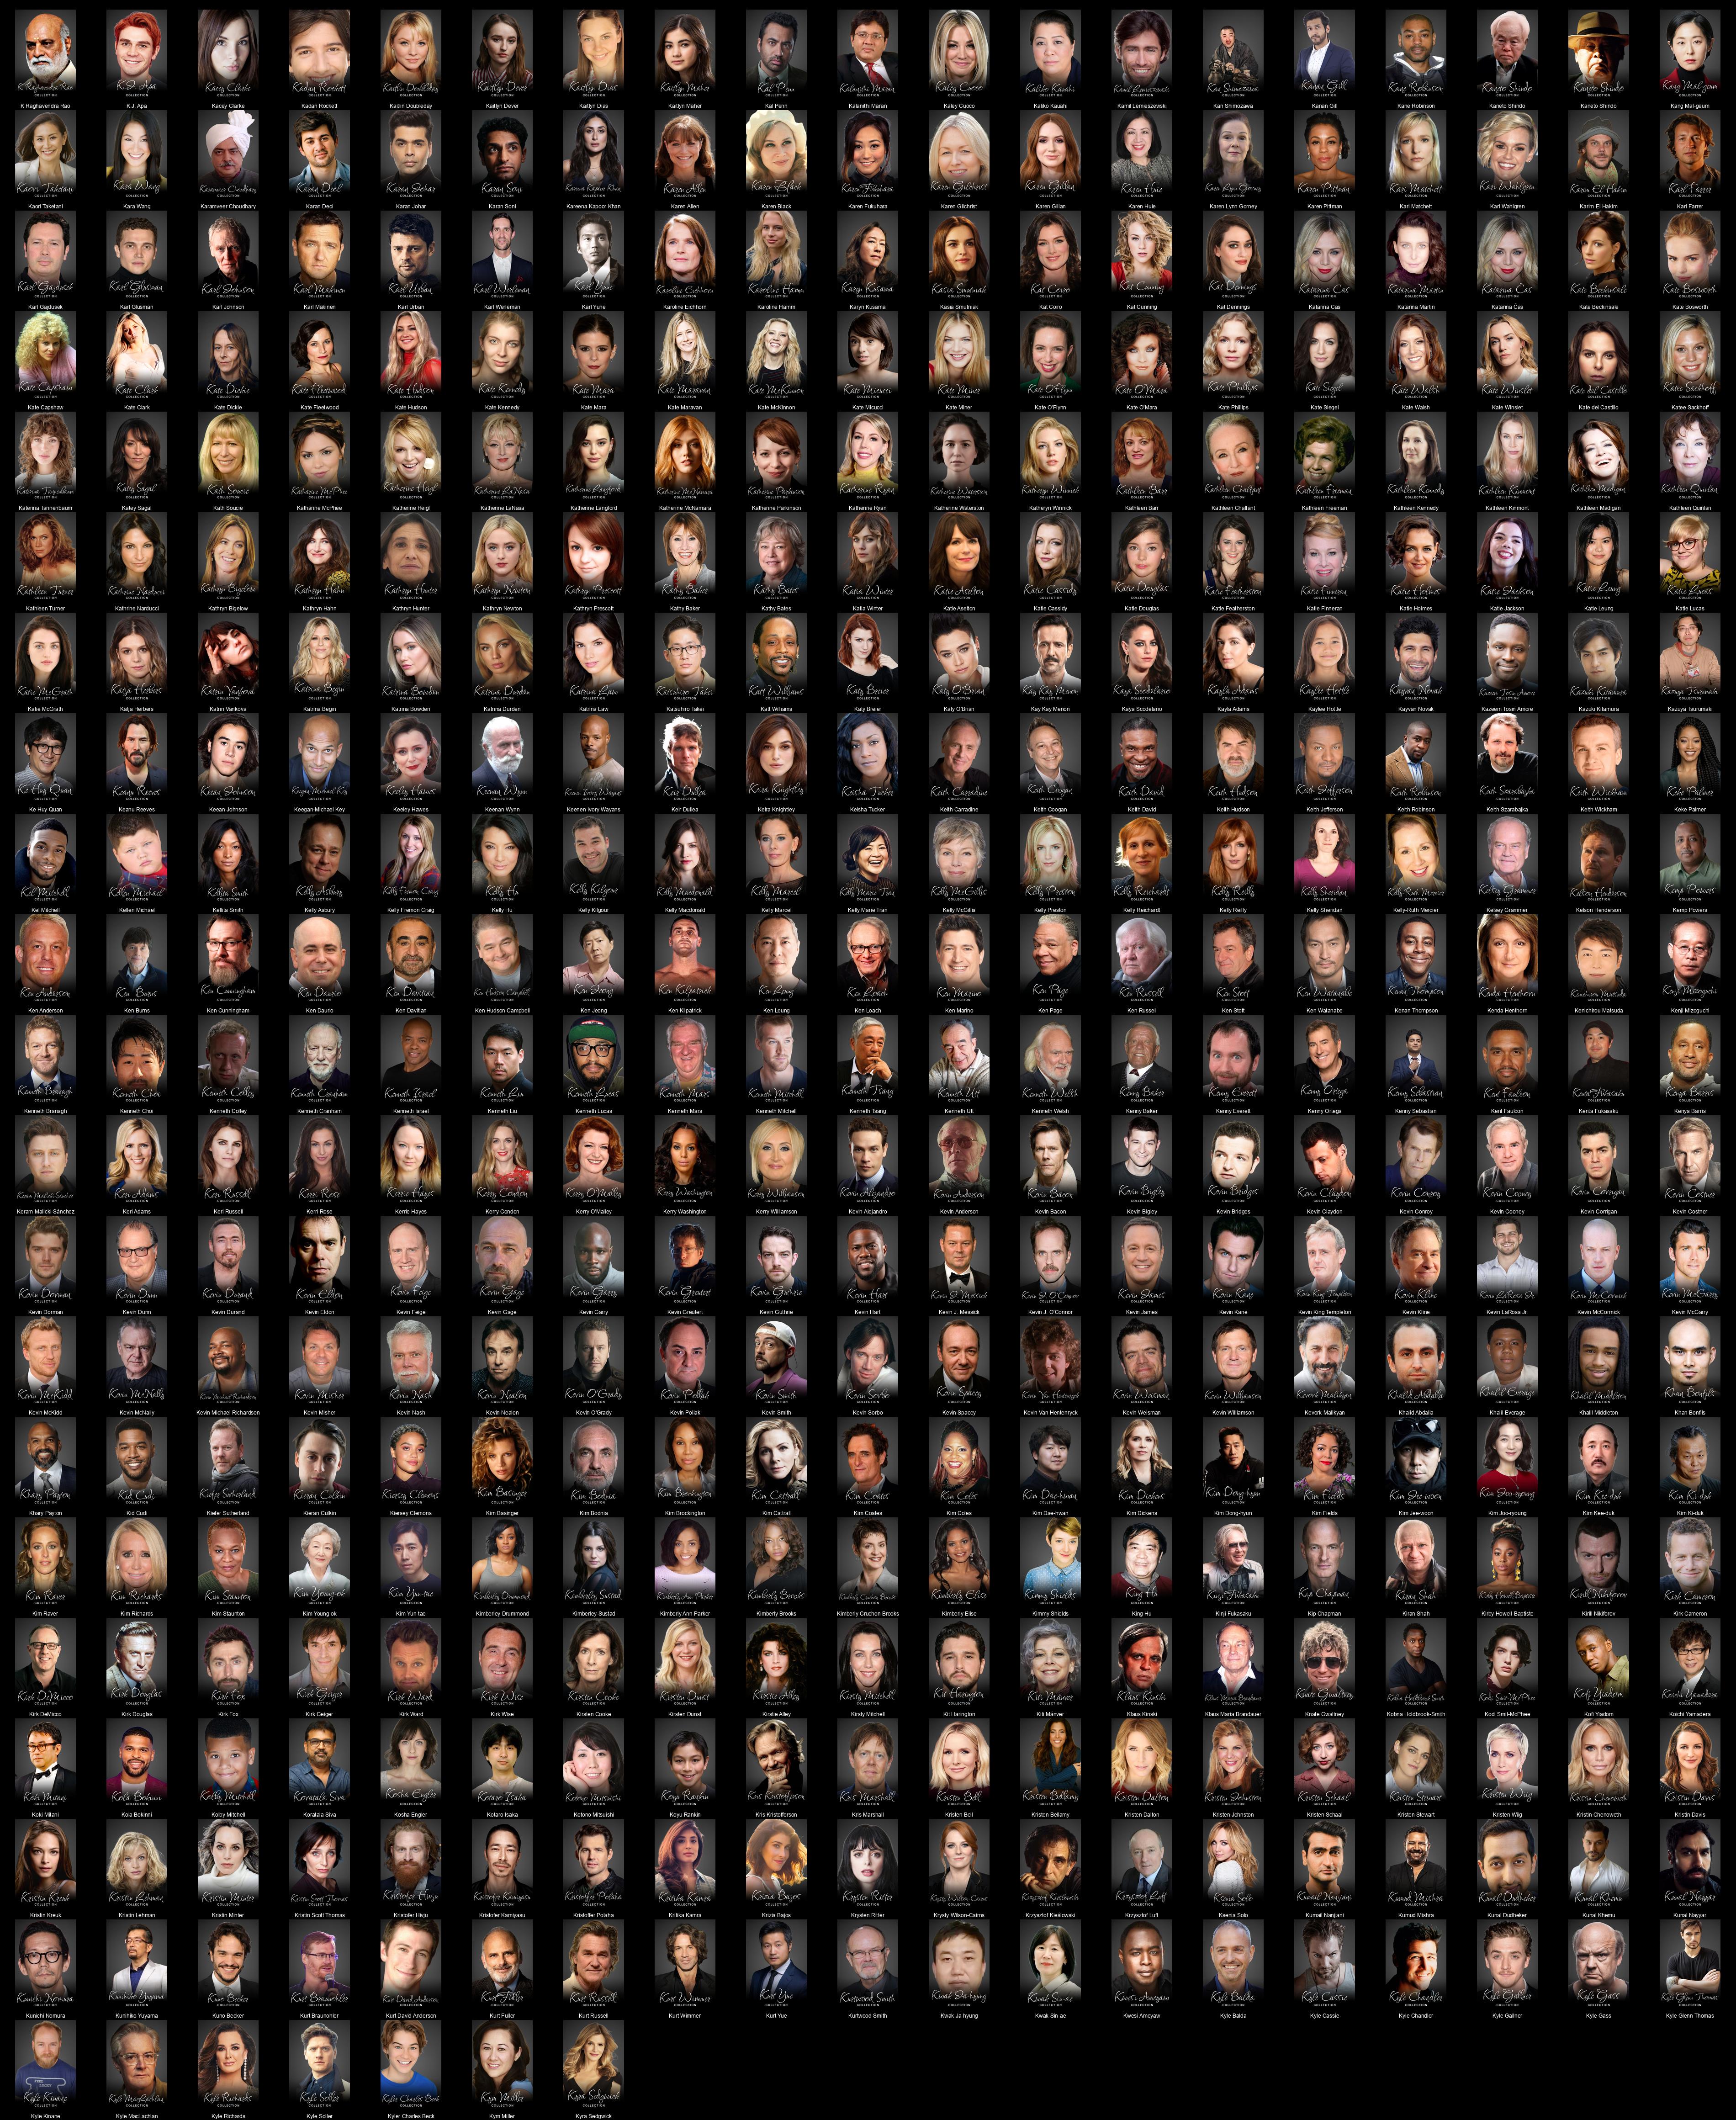 K Raghavendra Rao K.J. Apa Kacey Clarke Kadan Rockett Kaitlin Doubleday Kaitlyn Dever Kaitlyn Dias Kaitlyn Maher Kal Penn Kalanithi Maran Kaley Cuoco Kaliko Kauahi Kamil Lemieszewski Kan Shimozawa Kanan Gill Kane Robinson Kaneto Shindo Kaneto Shindō Kang Mal-geum
Kaori Taketani Kara Wang Karamveer Choudhary Karan Deol Karan Johar Karan Soni Kareena Kapoor Khan Karen Allen Karen Black Karen Fukuhara Karen Gilchrist Karen Gillan Karen Huie Karen Lynn Gorney Karen Pittman Kari Matchett Kari Wahlgren Karim El Hakim Karl Farrer
Karl Gajdusek Karl Glusman Karl Johnson Karl Makinen Karl Urban Karl Werleman Karl Yune Karoline Eichhorn Karoline Hamm Karyn Kusama Kasia Smutniak Kat Coiro Kat Cunning Kat Dennings Katarina Cas Katarina Martin Katarina Čas Kate Beckinsale Kate Bosworth
Kate Capshaw Kate Clark Kate Dickie Kate Fleetwood Kate Hudson Kate Kennedy Kate Mara Kate Maravan Kate McKinnon Kate Micucci Kate Miner Kate O'Flynn Kate O'Mara Kate Phillips Kate Siegel Kate Walsh Kate Winslet Kate del Castillo Katee Sackhoff
Katerina Tannenbaum Katey Sagal Kath Soucie Katharine McPhee Katherine Heigl Katherine LaNasa Katherine Langford Katherine McNamara Katherine Parkinson Katherine Ryan Katherine Waterston Katheryn Winnick Kathleen Barr Kathleen Chalfant Kathleen Freeman Kathleen Kennedy Kathleen Kinmont Kathleen Madigan Kathleen Quinlan
Kathleen Turner Kathrine Narducci Kathryn Bigelow Kathryn Hahn Kathryn Hunter Kathryn Newton Kathryn Prescott Kathy Baker Kathy Bates Katia Winter Katie Aselton Katie Cassidy Katie Douglas Katie Featherston Katie Finneran Katie Holmes Katie Jackson Katie Leung Katie Lucas
Katie McGrath Katja Herbers Katrin Vankova Katrina Begin Katrina Bowden Katrina Durden Katrina Law Katsuhiro Takei Katt Williams Katy Breier Katy O'Brian Kay Kay Menon Kaya Scodelario Kayla Adams Kaylee Hottle Kayvan Novak Kazeem Tosin Amore Kazuki Kitamura Kazuya Tsurumaki
Ke Huy Quan Keanu Reeves Keean Johnson Keegan-Michael Key Keeley Hawes Keenan Wynn Keenen Ivory Wayans Keir Dullea Keira Knightley Keisha Tucker Keith Carradine Keith Coogan Keith David Keith Hudson Keith Jefferson Keith Robinson Keith Szarabajka Keith Wickham Keke Palmer
Kel Mitchell Kellen Michael Kellita Smith Kelly Asbury Kelly Fremon Craig Kelly Hu Kelly Kilgour Kelly Macdonald Kelly Marcel Kelly Marie Tran Kelly McGillis Kelly Preston Kelly Reichardt Kelly Reilly Kelly Sheridan Kelly-Ruth Mercier Kelsey Grammer Kelson Henderson Kemp Powers
Ken Anderson Ken Burns Ken Cunningham Ken Daurio Ken Davitian Ken Hudson Campbell Ken Jeong Ken Kilpatrick Ken Leung Ken Loach Ken Marino Ken Page Ken Russell Ken Stott Ken Watanabe Kenan Thompson Kenda Henthorn Kenichirou Matsuda Kenji Mizoguchi
Kenneth Branagh Kenneth Choi Kenneth Colley Kenneth Cranham Kenneth Israel Kenneth Liu Kenneth Lucas Kenneth Mars Kenneth Mitchell Kenneth Tsang Kenneth Utt Kenneth Welsh Kenny Baker Kenny Everett Kenny Ortega Kenny Sebastian Kent Faulcon Kenta Fukasaku Kenya Barris
Keram Malicki-Sánchez Keri Adams Keri Russell Kerri Rose Kerrie Hayes Kerry Condon Kerry O'Malley Kerry Washington Kerry Williamson Kevin Alejandro Kevin Anderson Kevin Bacon Kevin Bigley Kevin Bridges Kevin Claydon Kevin Conroy Kevin Cooney Kevin Corrigan Kevin Costner
Kevin Dorman Kevin Dunn Kevin Durand Kevin Eldon Kevin Feige Kevin Gage Kevin Garry Kevin Greutert Kevin Guthrie Kevin Hart Kevin J. Messick Kevin J. O'Connor Kevin James Kevin Kane Kevin King Templeton Kevin Kline Kevin LaRosa Jr. Kevin McCormick Kevin McGarry
Kevin McKidd Kevin McNally Kevin Michael Richardson Kevin Misher Kevin Nash Kevin Nealon Kevin O'Grady Kevin Pollak Kevin Smith Kevin Sorbo Kevin Spacey Kevin Van Hentenryck Kevin Weisman Kevin Williamson Kevork Malikyan Khalid Abdalla Khalil Everage Khalil Middleton Khan Bonfils
Khary Payton Kid Cudi Kiefer Sutherland Kieran Culkin Kiersey Clemons Kim Basinger Kim Bodnia Kim Brockington Kim Cattrall Kim Coates Kim Coles Kim Dae-hwan Kim Dickens Kim Dong-hyun Kim Fields Kim Jee-woon Kim Joo-ryoung Kim Kee-duk Kim Ki-duk
Kim Raver Kim Richards Kim Staunton Kim Young-ok Kim Yun-tae Kimberley Drummond Kimberley Sustad Kimberly Ann Parker Kimberly Brooks Kimberly Cruchon Brooks Kimberly Elise Kimmy Shields King Hu Kinji Fukasaku Kip Chapman Kiran Shah Kirby Howell-Baptiste Kirill Nikiforov Kirk Cameron
Kirk DeMicco Kirk Douglas Kirk Fox Kirk Geiger Kirk Ward Kirk Wise Kirsten Cooke Kirsten Dunst Kirstie Alley Kirsty Mitchell Kit Harington Kiti Mánver Klaus Kinski Klaus Maria Brandauer Knate Gwaltney Kobna Holdbrook-Smith Kodi Smit-McPhee Kofi Yiadom Koichi Yamadera
Koki Mitani Kola Bokinni Kolby Mitchell Koratala Siva Kosha Engler Kotaro Isaka Kotono Mitsuishi Koyu Rankin Kris Kristofferson Kris Marshall Kristen Bell Kristen Bellamy Kristen Dalton Kristen Johnston Kristen Schaal Kristen Stewart Kristen Wiig Kristin Chenoweth Kristin Davis
Kristin Kreuk Kristin Lehman Kristin Minter Kristin Scott Thomas Kristofer Hivju Kristofer Kamiyasu Kristoffer Polaha Kritika Kamra Krizia Bajos Krysten Ritter Krysty Wilson-Cairns Krzysztof Kieślowski Krzysztof Luft Ksenia Solo Kumail Nanjiani Kumud Mishra Kunal Dudheker Kunal Khemu Kunal Nayyar
Kunichi Nomura Kunihiko Yuyama Kuno Becker Kurt Braunohler Kurt David Anderson Kurt Fuller Kurt Russell Kurt Wimmer Kurt Yue Kurtwood Smith Kwak Ja-hyung Kwak Sin-ae Kwesi Ameyaw Kyle Balda Kyle Cassie Kyle Chandler Kyle Gallner Kyle Gass Kyle Glenn Thomas
Kyle Kinane Kyle MacLachlan Kyle Richards Kyle Soller Kyler Charles Beck Kym Miller Kyra Sedgwick